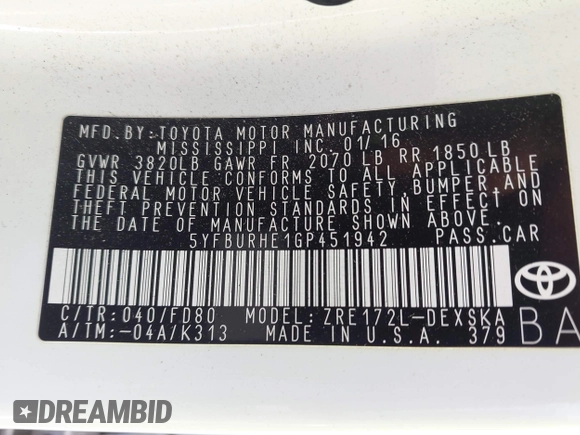 MFD. BY: TOYOTA MOTOR MANUFACTURING
MISSISSIPPI INC. 01/16
GVWR 3820LB GAWR FR 2070 LB RR 1850 LB
THIS VEHICLE CONFORMS TO ALL APPLICABLE
FEDERAL MOTOR VEHICLE SAFETY, BUMPER, AND
THEFT PREVENTION STANDARDS IN EFFECT ON
THE DATE OF MANUFACTURE SHOWN ABOVE.
5YFBURHE1GP451942 PASS. CAR
C/TR: 040/FD80 MODEL: ZRE172L-DEXSKA
A/TM: -04A/K313 MADE IN U.S.A. 379
TOYOTA
BA
DREAMBID